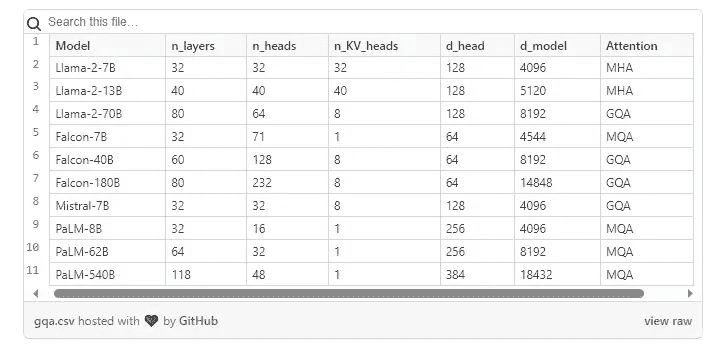 Search this file…
1 Model n_layers n_heads n_KV_heads d_head d_model Attention
2 Llama-2-7B 32 32 32 128 4096 MHA
3 Llama-2-13B 40 40 40 128 5120 MHA
4 Llama-2-70B 80 64 8 128 8192 GQA
5 Falcon-7B 32 71 1 64 4544 MQA
6 Falcon-40B 60 128 8 64 8192 GQA
7 Falcon-180B 80 232 8 64 14848 GQA
8 Mistral-7B 32 32 8 128 4096 GQA
9 PaLM-8B 32 16 1 256 4096 MQA
10 PaLM-62B 64 32 1 256 8192 MQA
11 PaLM-540B 118 48 1 384 18432 MQA
gqa.csv hosted with ❤ by GitHub view raw